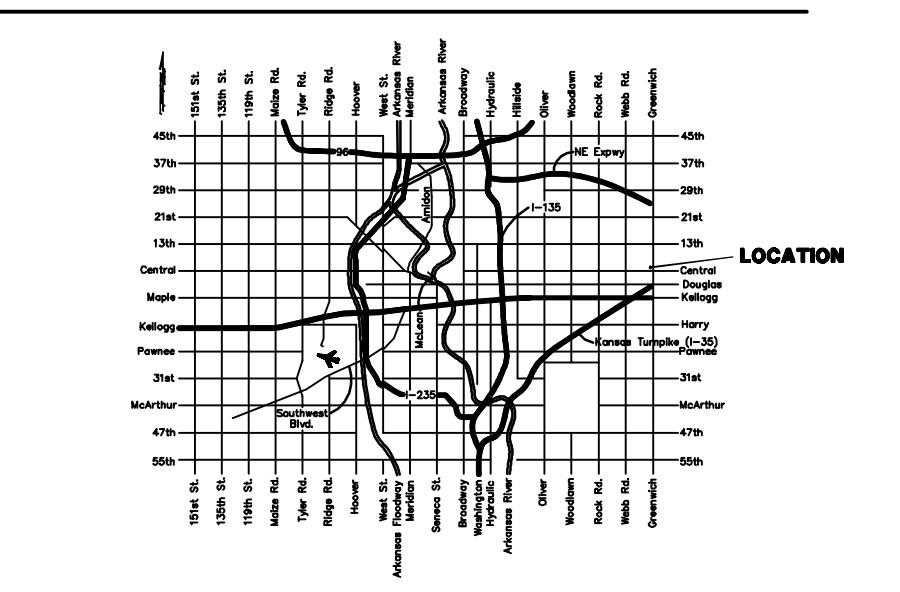 151st St.
135th St.
119th St.
Maize Rd.
Tyler Rd.
Ridge Rd.
Hoover
West St.
Arkansas River
Meridian
Arkansas River
Broadway
Hydraulic
Hillside
Oliver
Woodlawn
Rock Rd.
Webb Rd.
Greenwich
45th
45th
96
NE Expwy
37th
37th
29th
29th
Amidon
I-135
21st
21st
13th
13th
LOCATION
Central
Central
Douglas
Maple
Kellogg
McLean
Kellogg
Harry
Kansas Turnpike (I-35)
Pawnee
Pawnee
31st
31st
I-235
McArthur
McArthur
Southwest
Blvd.
47th
47th
55th
55th
151st St.
135th St.
119th St.
Maize Rd.
Tyler Rd.
Ridge Rd.
Hoover
West St.
Arkansas Floodway
Meridian
Seneca St.
Broadway
Washington
Hydraulic
Arkansas River
Oliver
Woodlawn
Rock Rd.
Webb Rd.
Greenwich